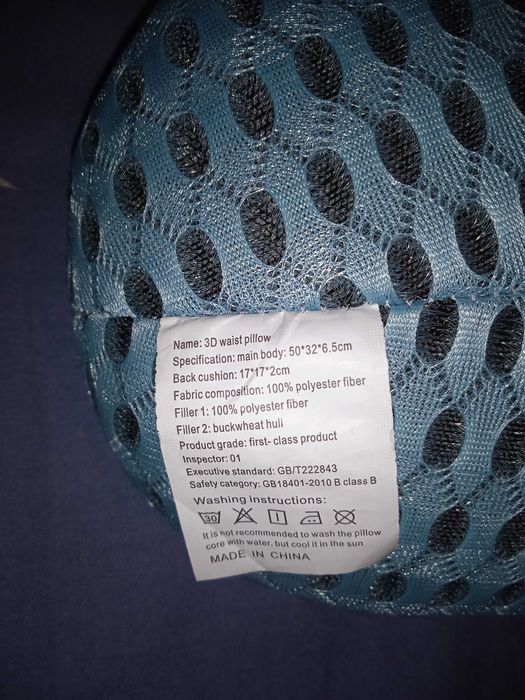 Name: 3D waist pillow
Specification: main body: 50*32*6.5cm
Back cushion: 17*17*2cm
Fabric composition: 100% polyester fiber
Filler 1: 100% polyester fiber
Filler 2: buckwheat hull
Product grade: first- class product
Inspector: 01
Executive standard: GB/T222843
Safety category: GB18401-2010 B class B
Washing instructions:
30
It is not recommended to wash the pillow
core with water, but cool it in the sun
MADE IN CHINA